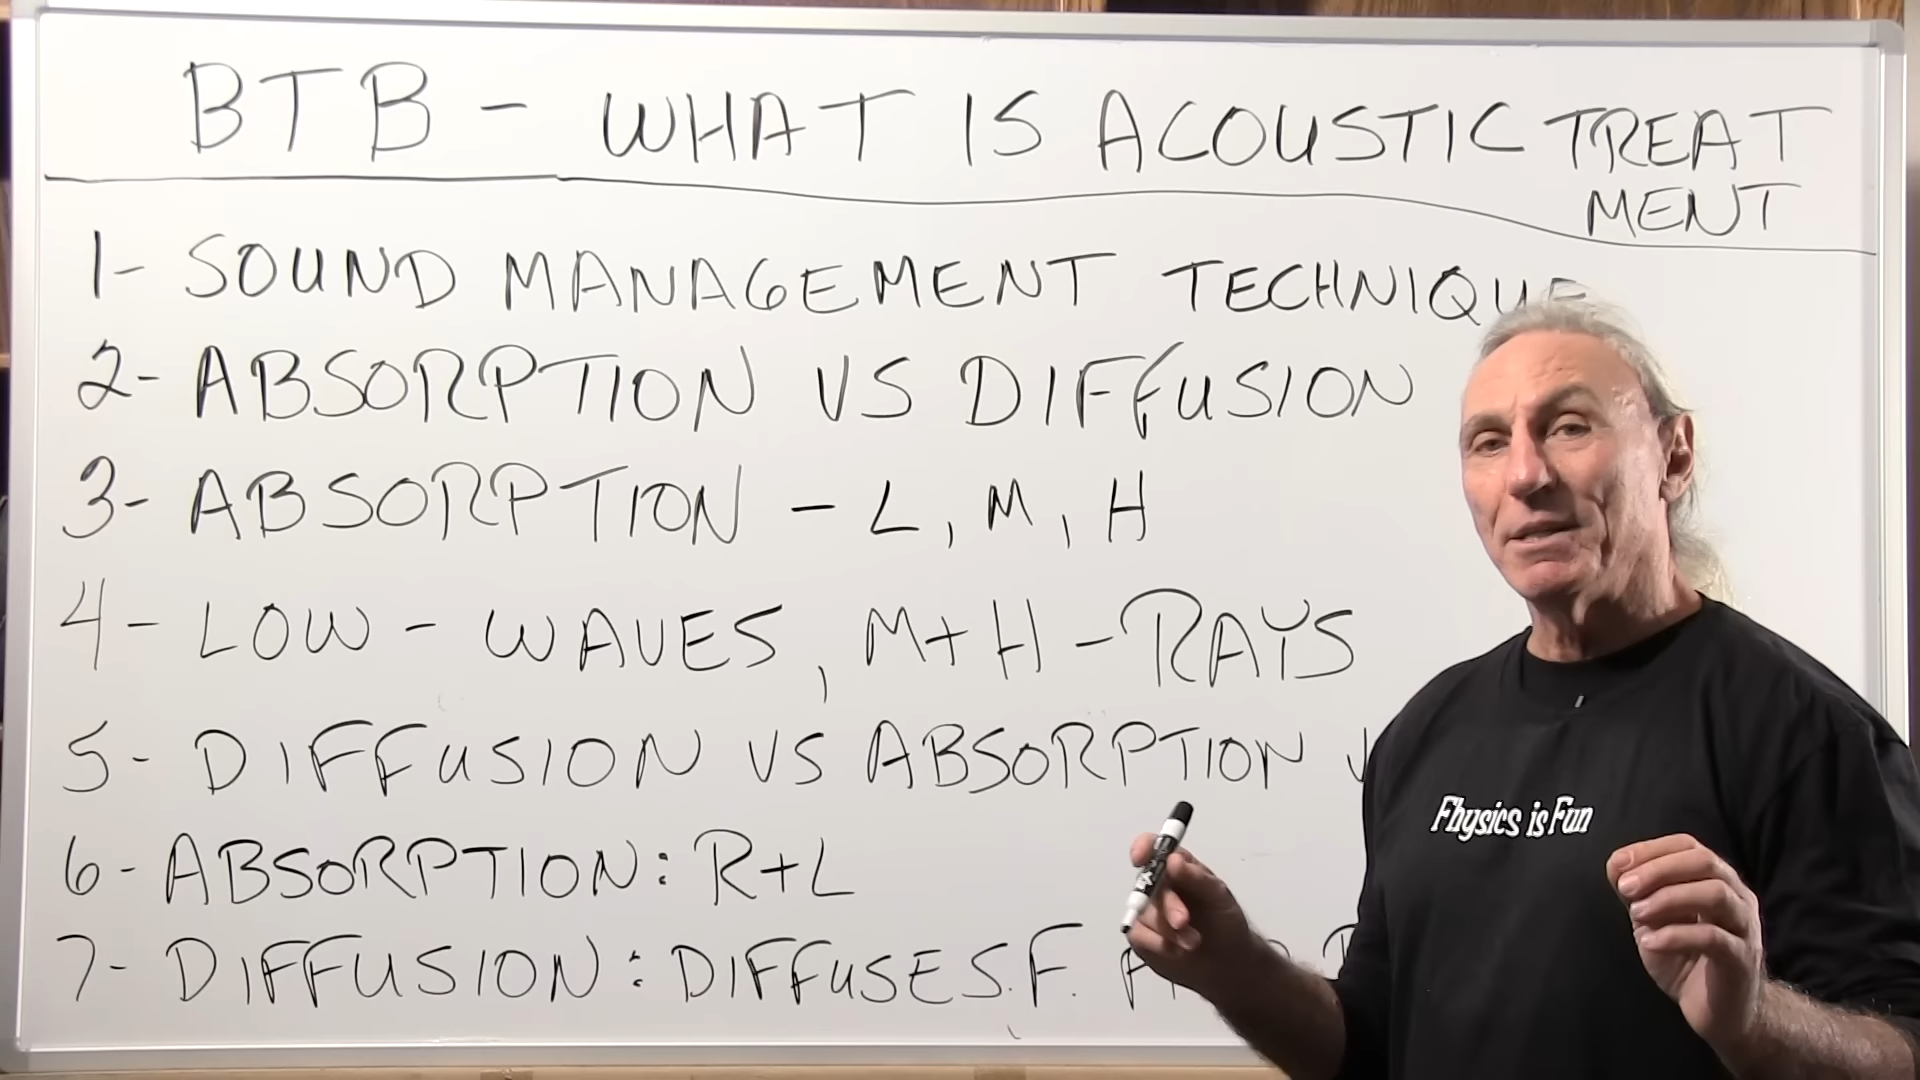 BTB - WHAT IS ACOUSTIC TREAT
MENT
1- SOUND MANAGEMENT TECHNIQUE
2- ABSORPTION VS DIFFUSION
3- ABSORPTION - L, M, H
4- LOW - WAVES, M+H - RAYS
5- DIFFUSION VS ABSORPTION
6- ABSORPTION: R+L
7- DIFFUSION: DIFFUSES S.F.
Fhysics is Fun